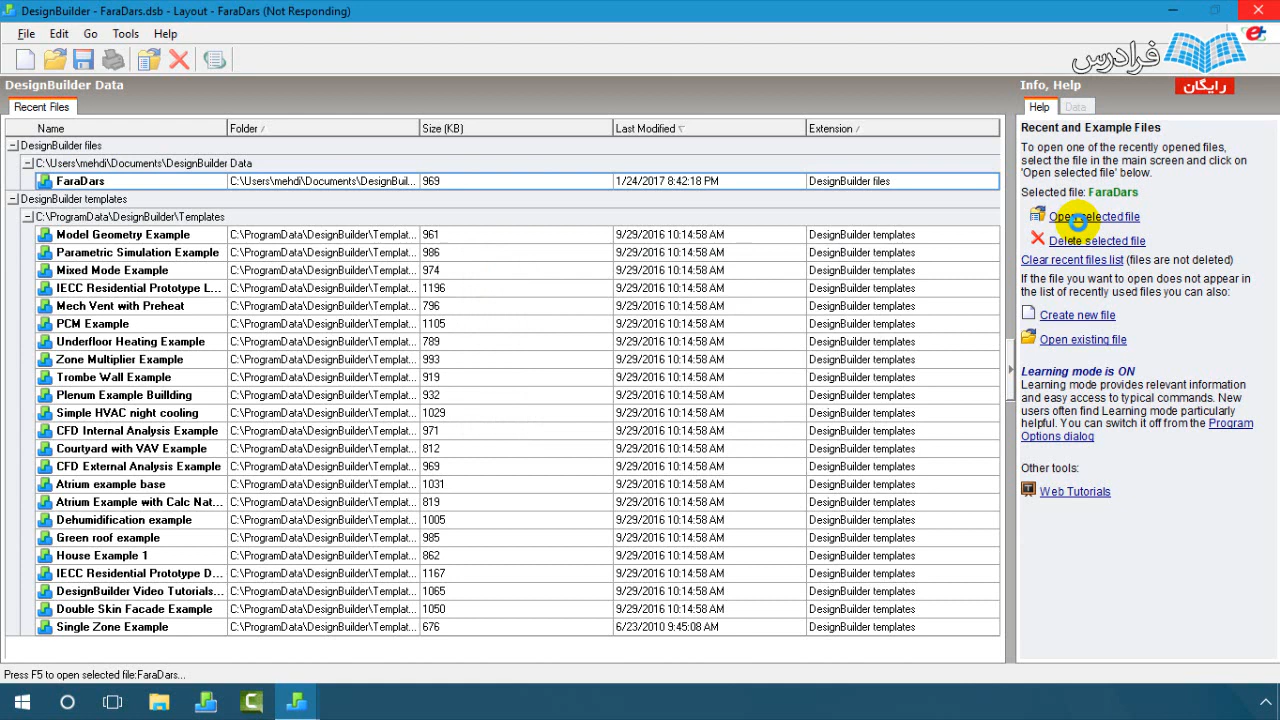 DesignBuilder - FaraDars.dsb - Layout - FaraDars (Not Responding)
File Edit Go Tools Help
فرادرس
رایگان
DesignBuilder Data
Recent Files
Name Folder Size (KB) Last Modified Extension
DesignBuilder files
C:\Users\mehdi\Documents\DesignBuilder Data
FaraDars C:\Users\mehdi\Documents\DesignBuil... 969 1/24/2017 8:42:18 PM DesignBuilder files
DesignBuilder templates
C:\ProgramData\DesignBuilder\Templates
Model Geometry Example C:\ProgramData\DesignBuilder\Templat... 961 9/29/2016 10:14:58 AM DesignBuilder templates
Parametric Simulation Example C:\ProgramData\DesignBuilder\Templat... 986 9/29/2016 10:14:58 AM DesignBuilder templates
Mixed Mode Example C:\ProgramData\DesignBuilder\Templat... 974 9/29/2016 10:14:58 AM DesignBuilder templates
IECC Residential Prototype L... C:\ProgramData\DesignBuilder\Templat... 1196 9/29/2016 10:14:58 AM DesignBuilder templates
Mech Vent with Preheat C:\ProgramData\DesignBuilder\Templat... 796 9/29/2016 10:14:58 AM DesignBuilder templates
PCM Example C:\ProgramData\DesignBuilder\Templat... 1105 9/29/2016 10:14:58 AM DesignBuilder templates
Underfloor Heating Example C:\ProgramData\DesignBuilder\Templat... 789 9/29/2016 10:14:58 AM DesignBuilder templates
Zone Multiplier Example C:\ProgramData\DesignBuilder\Templat... 993 9/29/2016 10:14:58 AM DesignBuilder templates
Trombe Wall Example C:\ProgramData\DesignBuilder\Templat... 919 9/29/2016 10:14:58 AM DesignBuilder templates
Plenum Example Buillding C:\ProgramData\DesignBuilder\Templat... 932 9/29/2016 10:14:58 AM DesignBuilder templates
Simple HVAC night cooling C:\ProgramData\DesignBuilder\Templat... 1029 9/29/2016 10:14:58 AM DesignBuilder templates
CFD Internal Analysis Example C:\ProgramData\DesignBuilder\Templat... 971 9/29/2016 10:14:58 AM DesignBuilder templates
Courtyard with VAV Example C:\ProgramData\DesignBuilder\Templat... 812 9/29/2016 10:14:58 AM DesignBuilder templates
CFD External Analysis Example C:\ProgramData\DesignBuilder\Templat... 969 9/29/2016 10:14:58 AM DesignBuilder templates
Atrium example base C:\ProgramData\DesignBuilder\Templat... 1031 9/29/2016 10:14:58 AM DesignBuilder templates
Atrium Example with Calc Nat... C:\ProgramData\DesignBuilder\Templat... 819 9/29/2016 10:14:58 AM DesignBuilder templates
Dehumidification example C:\ProgramData\DesignBuilder\Templat... 1005 9/29/2016 10:14:58 AM DesignBuilder templates
Green roof example C:\ProgramData\DesignBuilder\Templat... 985 9/29/2016 10:14:58 AM DesignBuilder templates
House Example 1 C:\ProgramData\DesignBuilder\Templat... 862 9/29/2016 10:14:58 AM DesignBuilder templates
IECC Residential Prototype D... C:\ProgramData\DesignBuilder\Templat... 1167 9/29/2016 10:14:58 AM DesignBuilder templates
DesignBuilder Video Tutorials... C:\ProgramData\DesignBuilder\Templat... 1065 9/29/2016 10:14:58 AM DesignBuilder templates
Double Skin Facade Example C:\ProgramData\DesignBuilder\Templat... 1050 9/29/2016 10:14:58 AM DesignBuilder templates
Single Zone Example C:\ProgramData\DesignBuilder\Templat... 676 6/23/2010 9:45:08 AM DesignBuilder templates
Info, Help
Help Data
Recent and Example Files
To open one of the recently opened files,
select the file in the main screen and click on
'Open selected file' below.
Selected file: FaraDars
Open selected file
Delete selected file
Clear recent files list (files are not deleted)
If the file you want to open does not appear in
the list of recently used files you can also:
Create new file
Open existing file
Learning mode is ON
Learning mode provides relevant information
and easy access to typical commands. New
users often find Learning mode particularly
helpful. You can switch it off from the Program
Options dialog
Other tools:
Web Tutorials
Press F5 to open selected file:FaraDars...